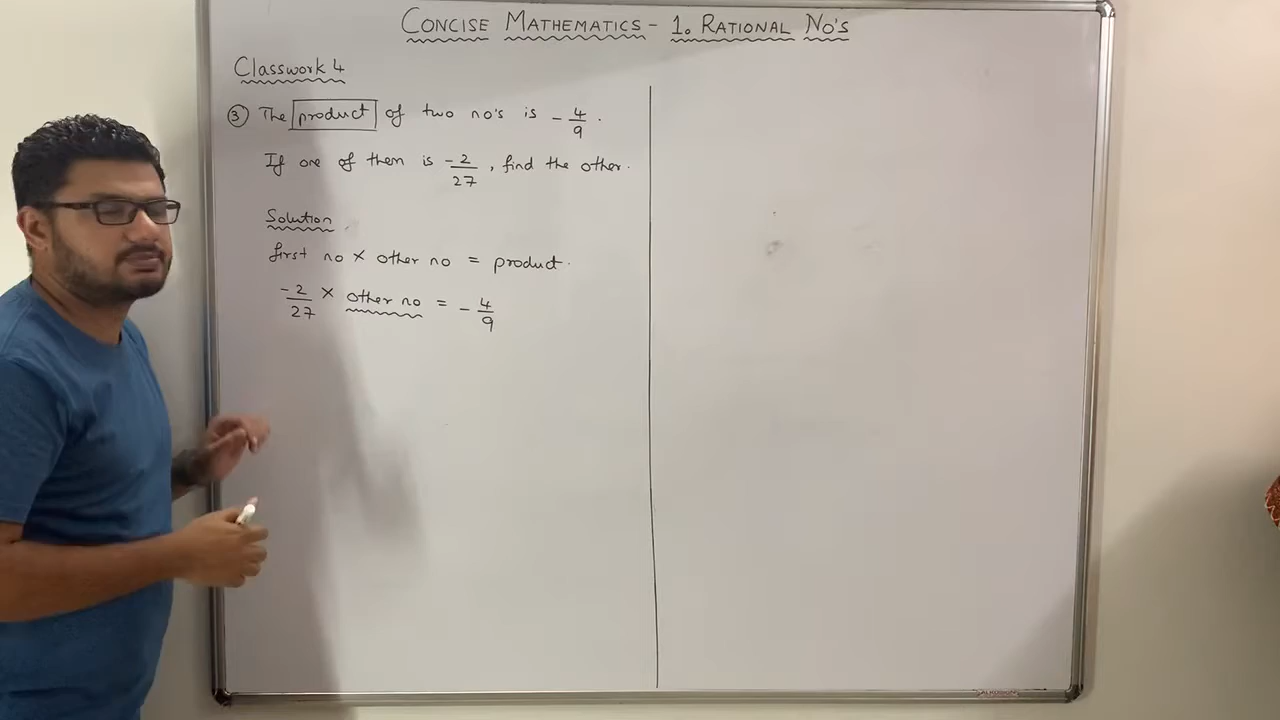 CONCISE MATHEMATICS - 1. RATIONAL NO'S
Classwork 4
③ The product of two no's is - 4/9.
If one of them is -2/27, find the other.
Solution
first no × other no = product.
-2/27 × other no = - 4/9